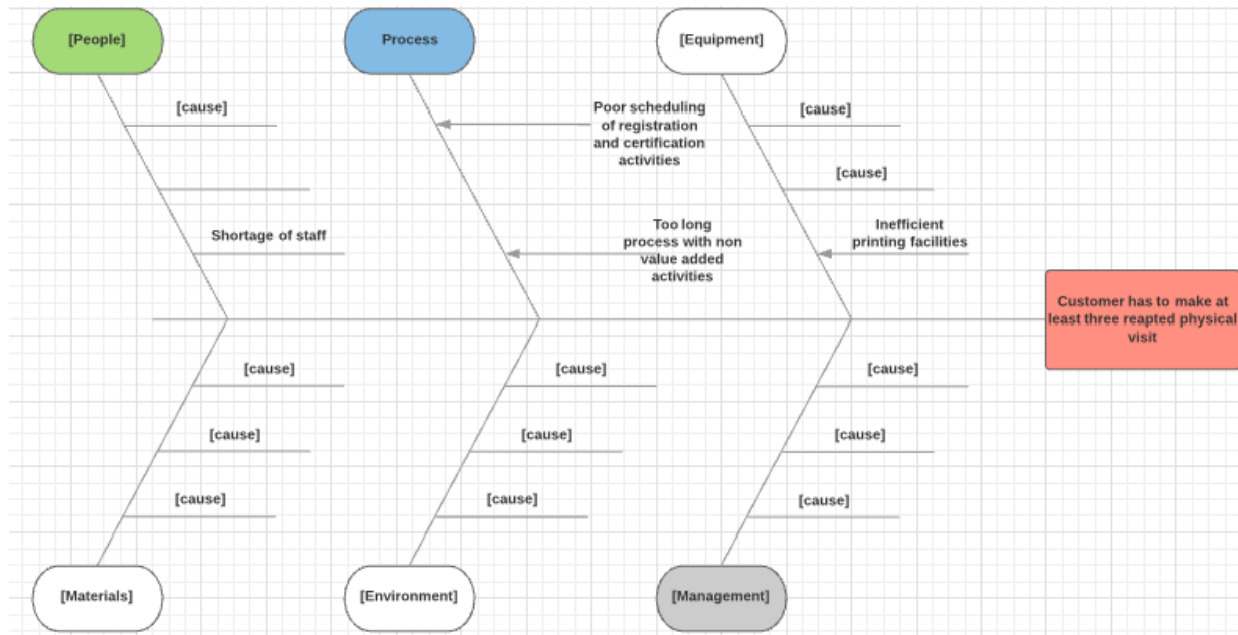 [People]
Process
[Equipment]
[cause]
Poor scheduling
of registration
and certification
activities
[cause]
[cause]
Shortage of staff
Too long
process with non
value added
activities
Inefficient
printing facilities
Customer has to make at
least three reapted physical
visit
[cause]
[cause]
[cause]
[cause]
[cause]
[cause]
[cause]
[cause]
[cause]
[Materials]
[Environment]
[Management]